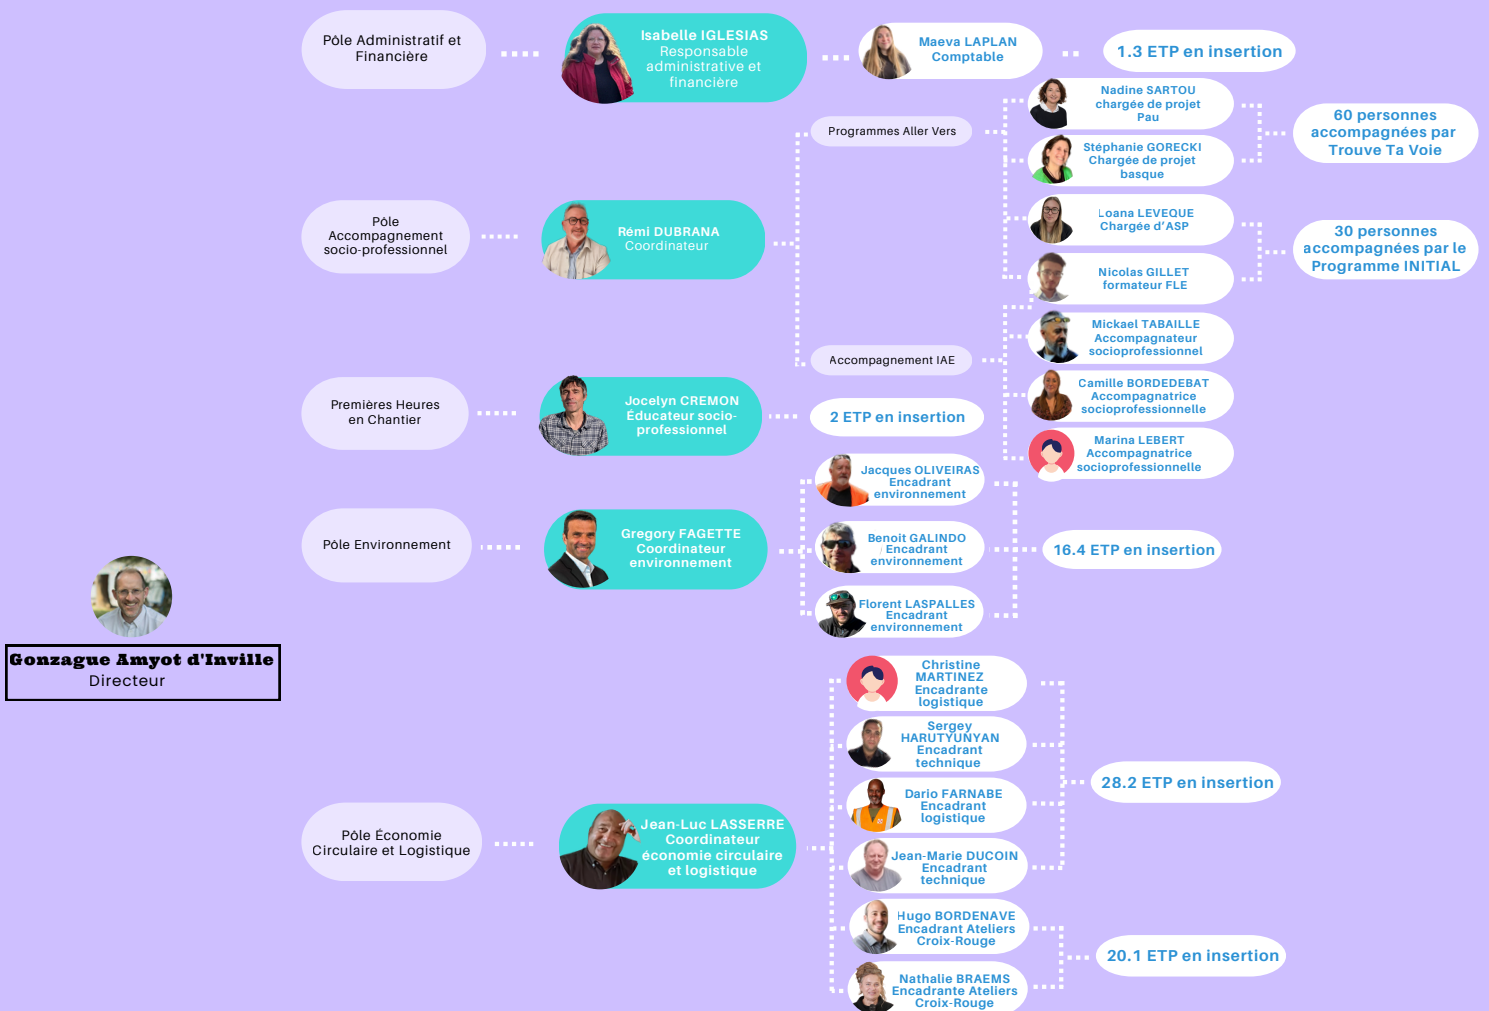 Pôle Administratif et
Financière
Isabelle IGLESIAS
Responsable
administrative et
financière
Maeva LAPLAN
Comptable
1.3 ETP en insertion
Pôle
Accompagnement
socio-professionnel
Rémi DUBRANA
Coordinateur
Programmes Aller Vers
Nadine SARTOU
chargée de projet
Pau
Stéphanie GORECKI
Chargée de projet
basque
60 personnes
accompagnées par
Trouve Ta Voie
Loana LEVEQUE
Chargée d'ASP
Nicolas GILLET
formateur FLE
30 personnes
accompagnées par le
Programme INITIAL
Accompagnement IAE
Mickael TABAILLE
Accompagnateur
socioprofessionnel
Camille BORDEDEBAT
Accompagnatrice
socioprofessionnelle
Marina LEBERT
Accompagnatrice
socioprofessionnelle
Premières Heures
en Chantier
Jocelyn CREMON
Éducateur socio-
professionnel
2 ETP en insertion
Pôle Environnement
Gregory FAGETTE
Coordinateur
environnement
Jacques OLIVEIRAS
Encadrant
environnement
Benoit GALINDO
Encadrant
environnement
Florent LASPALLES
Encadrant
environnement
16.4 ETP en insertion
Gonzague Amyot d'Inville
Directeur
Pôle Économie
Circulaire et Logistique
Jean-Luc LASSERRE
Coordinateur
économie circulaire
et logistique
Christine
MARTINEZ
Encadrante
logistique
Sergey
HARUTYUNYAN
Encadrant
technique
Dario FARNABE
Encadrant
logistique
Jean-Marie DUCOIN
Encadrant
technique
28.2 ETP en insertion
Hugo BORDENAVE
Encadrant Ateliers
Croix-Rouge
Nathalie BRAEMS
Encadrante Ateliers
Croix-Rouge
20.1 ETP en insertion